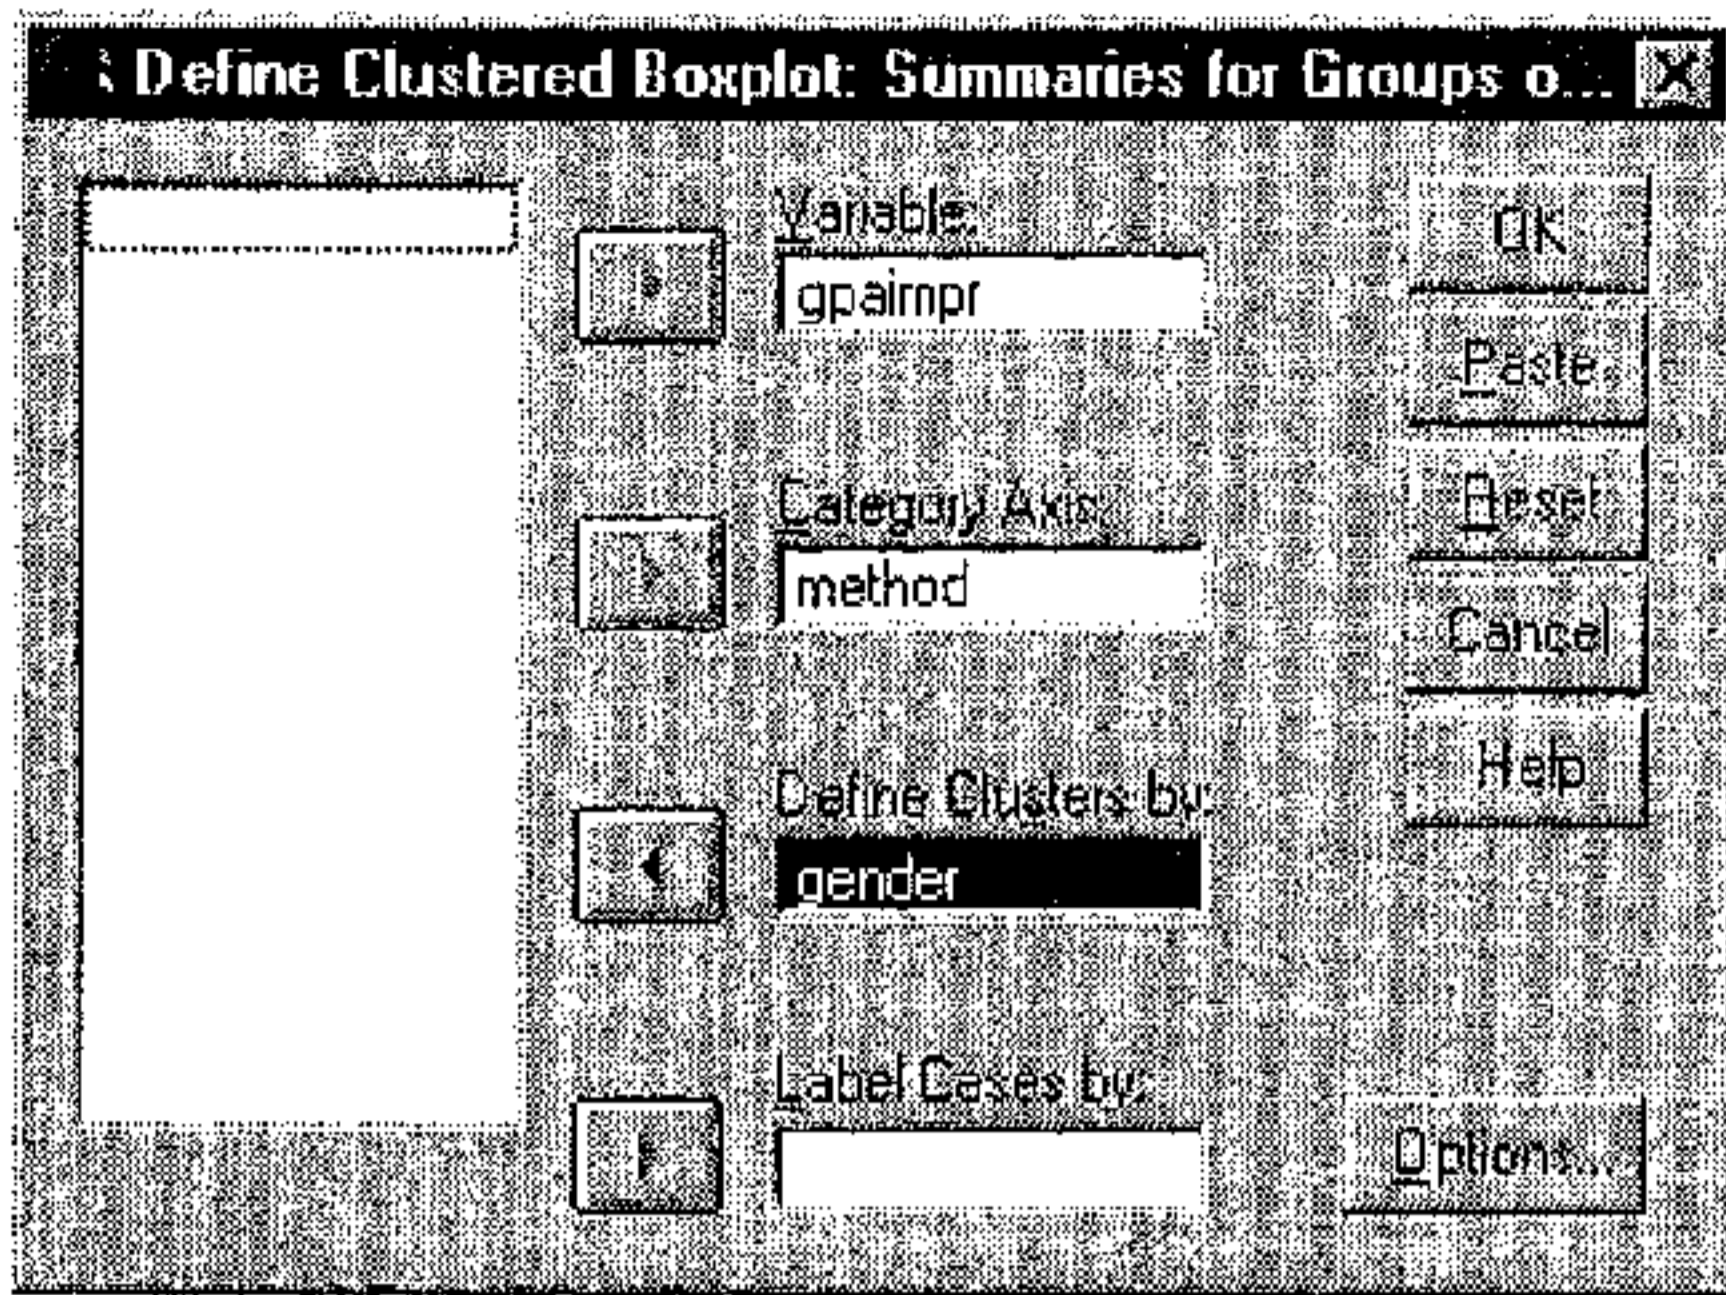 Define Clustered Boxplot: Summaries for Groups o...
Variable:
gpaimpr
Category Axis:
method
Define Clusters by:
gender
Label Cases by:
OK
Paste
Reset
Cancel
Help
Options...